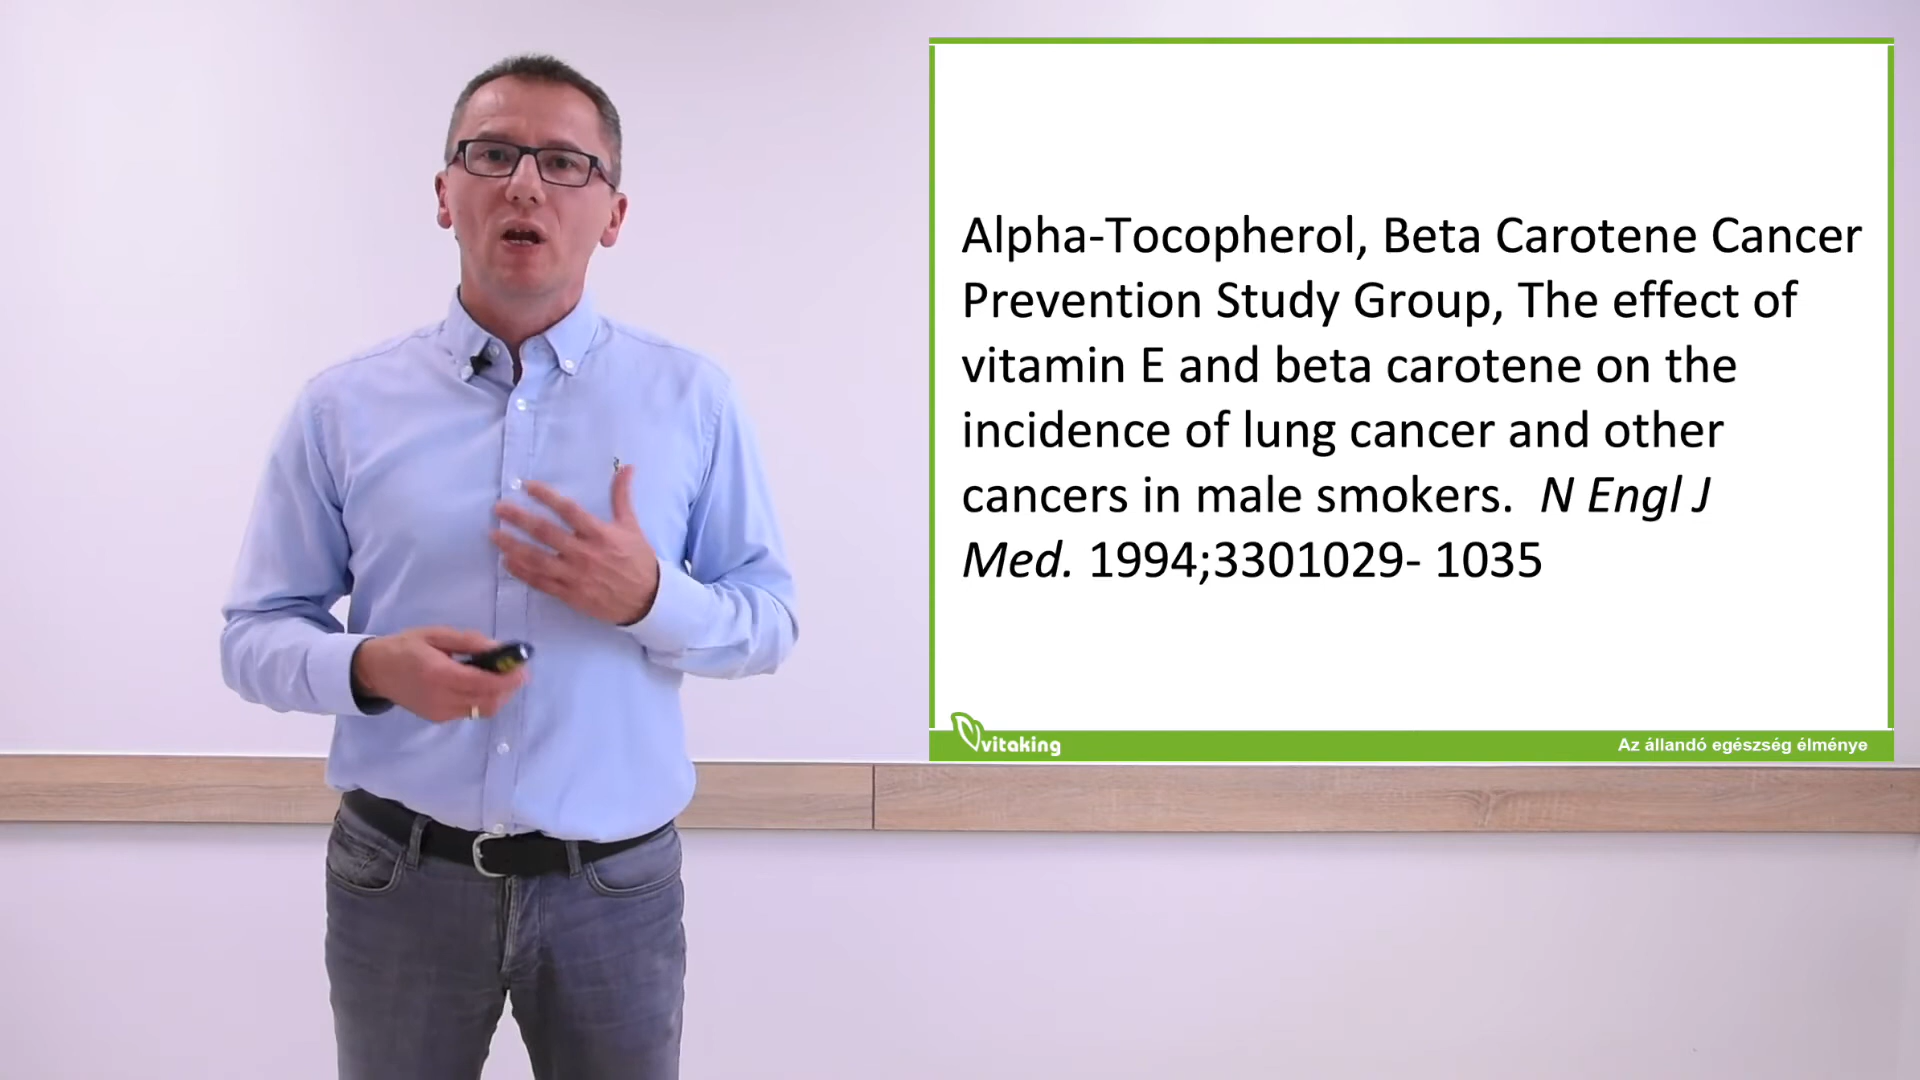 Alpha-Tocopherol, Beta Carotene Cancer
Prevention Study Group, The effect of
vitamin E and beta carotene on the
incidence of lung cancer and other
cancers in male smokers. N Engl J
Med. 1994;3301029- 1035
vitaking
Az állandó egészség élménye